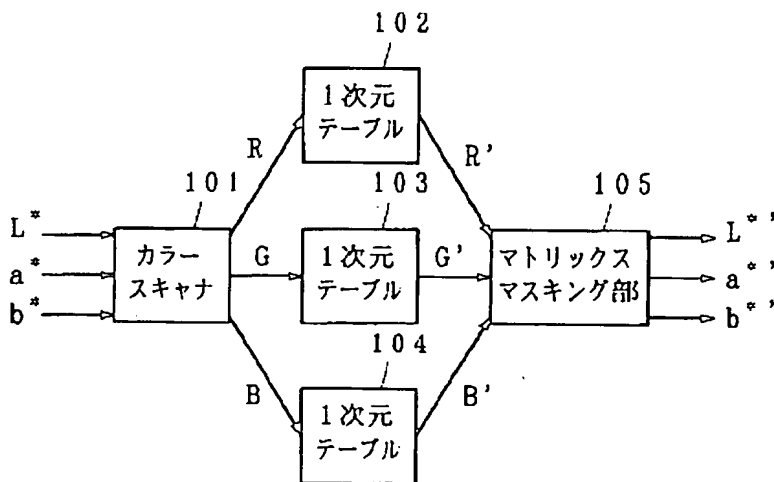 102
1次元
テーブル
R
R'
101
103
105
L*
a*
b*
カラー
スキャナ
G
1次元
テーブル
G'
マトリックス
マスキング部
L*'
a*'
b*'
104
B
1次元
テーブル
B'